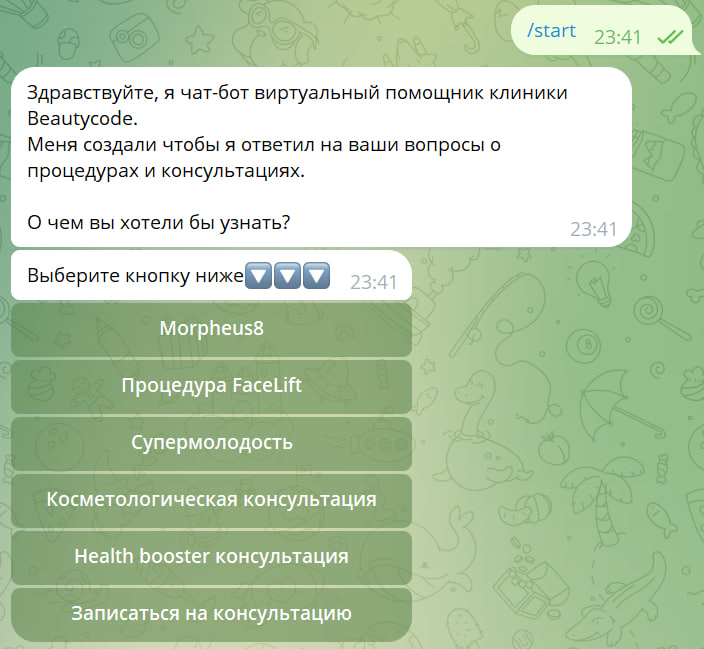 /start 23:41
Здравствуйте, я чат-бот виртуальный помощник клиники
Beautycode.
Меня создали чтобы я ответил на ваши вопросы о
процедурах и консультациях.
О чем вы хотели бы узнать?
23:41
Выберите кнопку ниже🔽🔽🔽 23:41
Morpheus8
Процедура FaceLift
Супермолодость
Косметологическая консультация
Health booster консультация
Записаться на консультацию